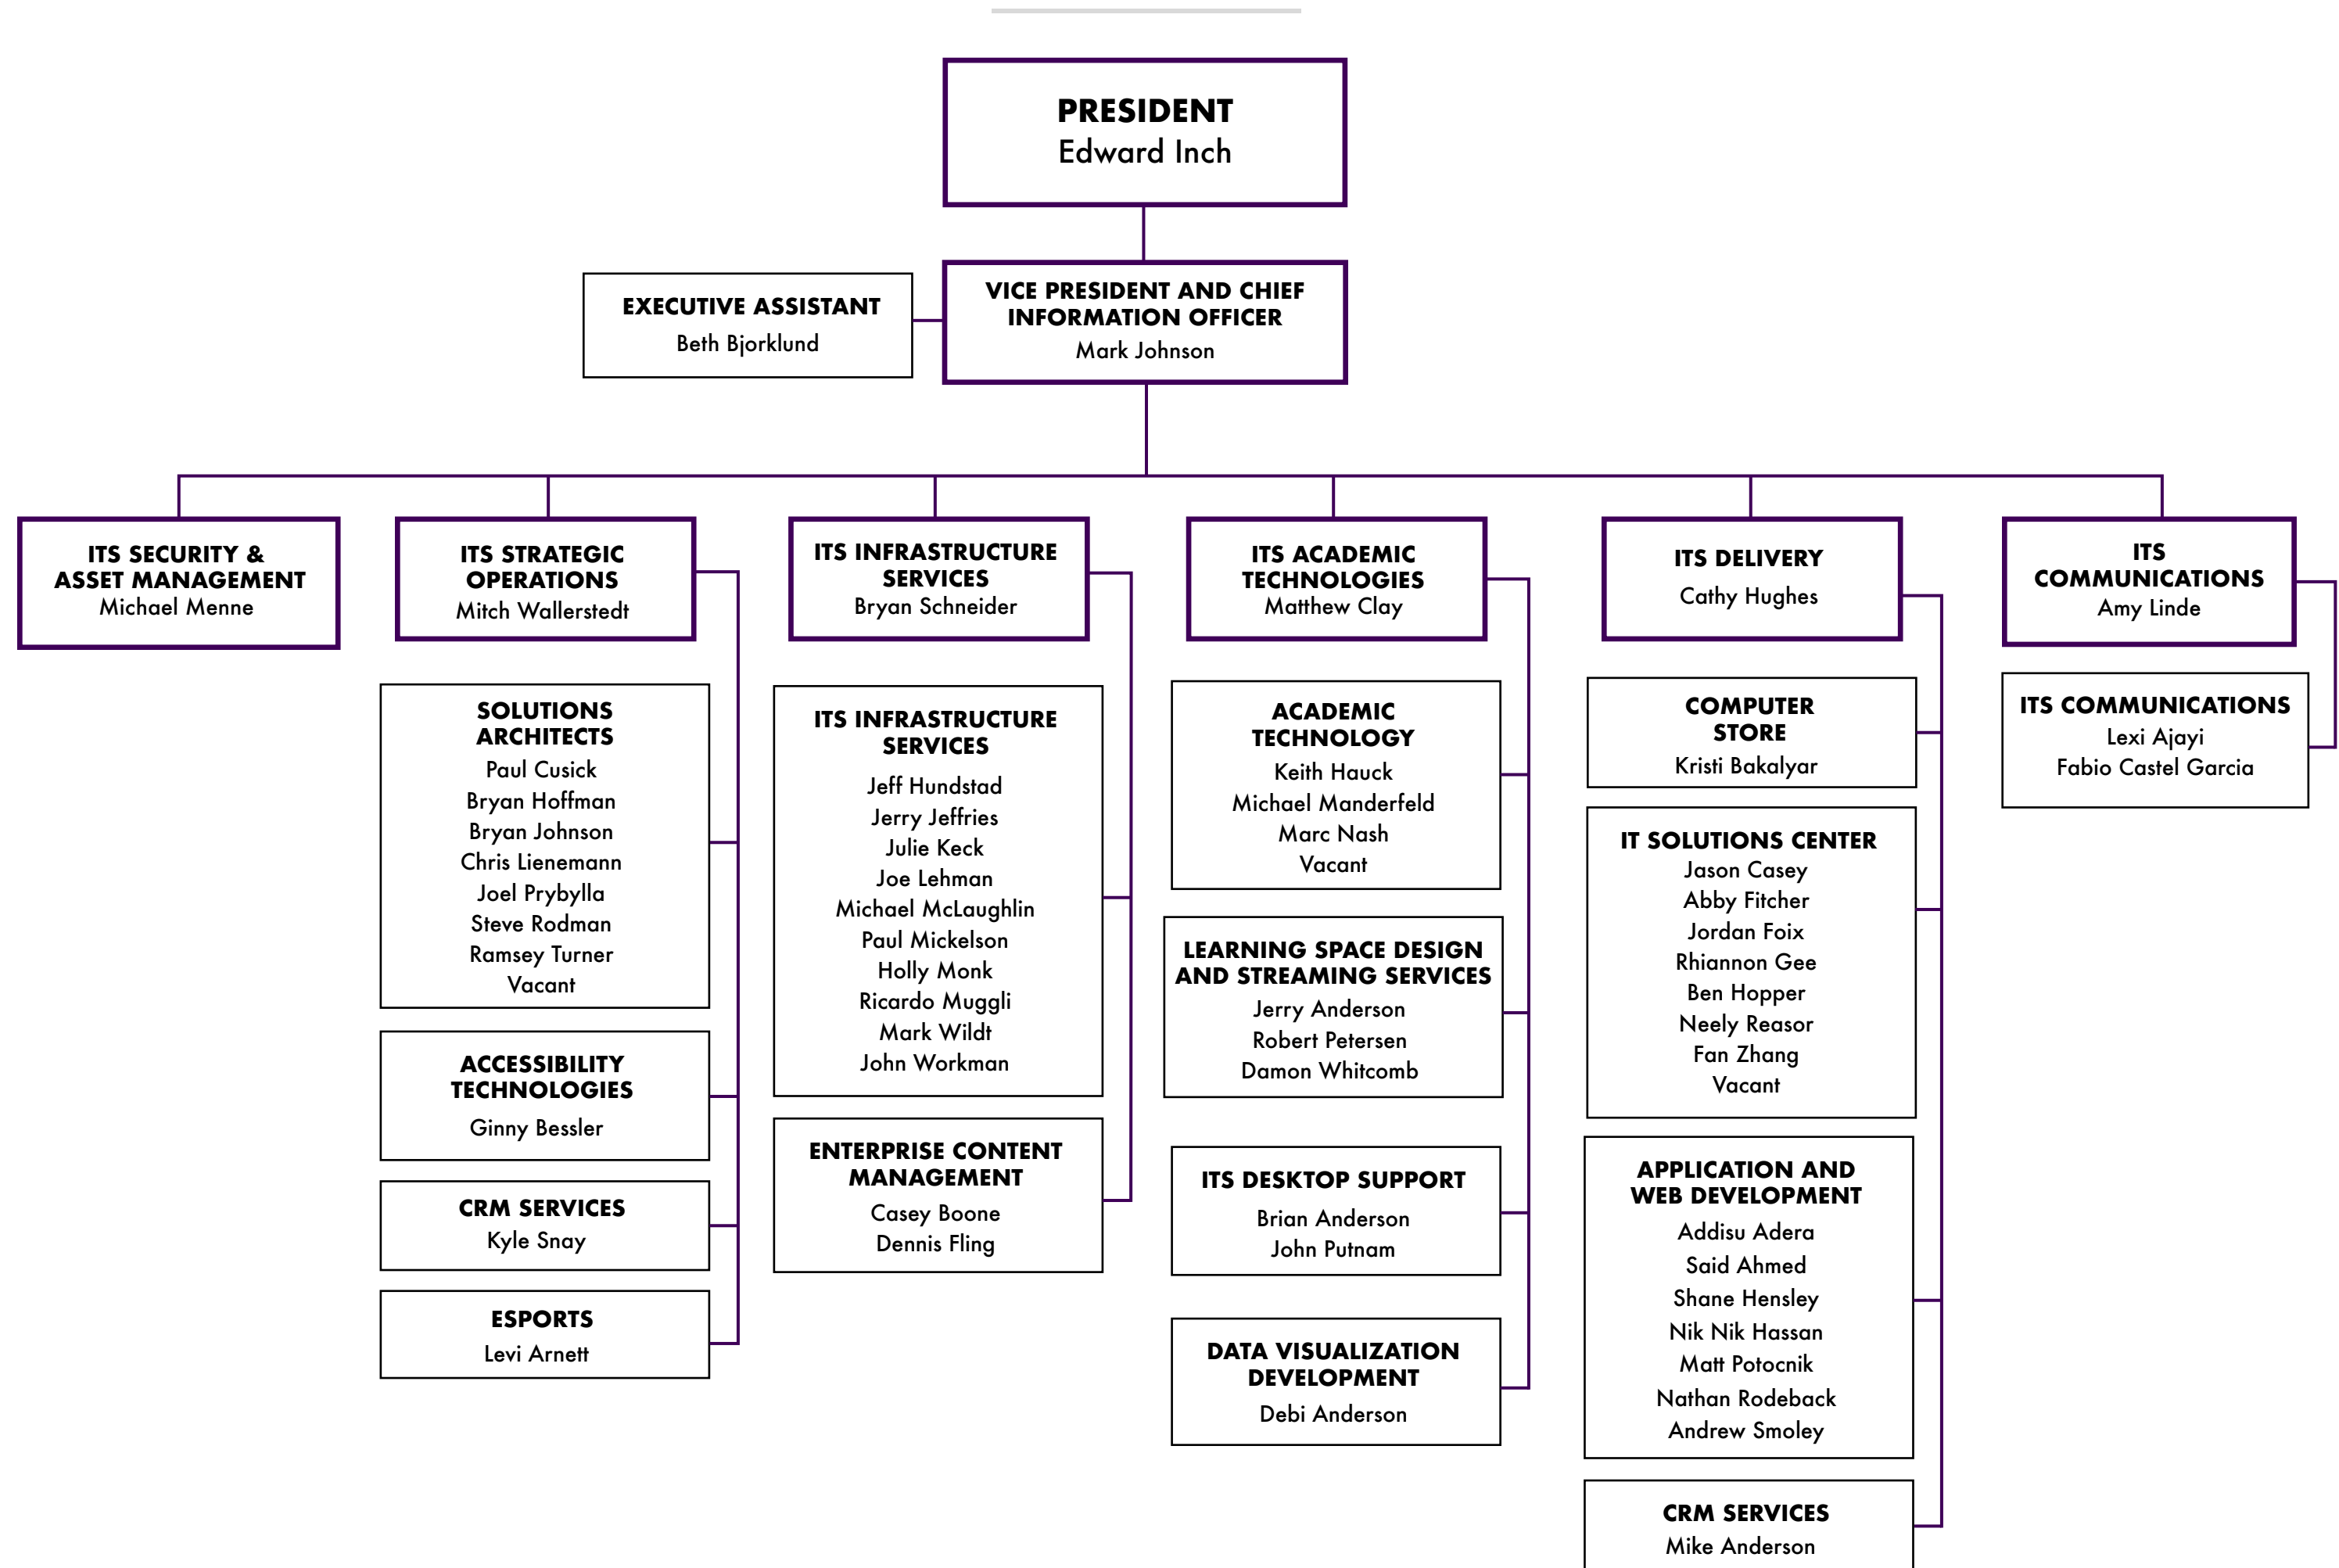 PRESIDENT
Edward Inch
EXECUTIVE ASSISTANT
Beth Bjorklund
VICE PRESIDENT AND CHIEF
INFORMATION OFFICER
Mark Johnson
ITS SECURITY &
ASSET MANAGEMENT
Michael Menne
ITS STRATEGIC
OPERATIONS
Mitch Wallerstedt
SOLUTIONS
ARCHITECTS
Paul Cusick
Bryan Hoffman
Bryan Johnson
Chris Lienemann
Joel Prybylla
Steve Rodman
Ramsey Turner
Vacant
ACCESSIBILITY
TECHNOLOGIES
Ginny Bessler
CRM SERVICES
Kyle Snay
ESPORTS
Levi Arnett
ITS INFRASTRUCTURE
SERVICES
Bryan Schneider
ITS INFRASTRUCTURE
SERVICES
Jeff Hundstad
Jerry Jeffries
Julie Keck
Joe Lehman
Michael McLaughlin
Paul Mickelson
Holly Monk
Ricardo Muggli
Mark Wildt
John Workman
ENTERPRISE CONTENT
MANAGEMENT
Casey Boone
Dennis Fling
ITS ACADEMIC
TECHNOLOGIES
Matthew Clay
ACADEMIC
TECHNOLOGY
Keith Hauck
Michael Manderfeld
Marc Nash
Vacant
LEARNING SPACE DESIGN
AND STREAMING SERVICES
Jerry Anderson
Robert Petersen
Damon Whitcomb
ITS DESKTOP SUPPORT
Brian Anderson
John Putnam
DATA VISUALIZATION
DEVELOPMENT
Debi Anderson
ITS DELIVERY
Cathy Hughes
COMPUTER
STORE
Kristi Bakalyar
IT SOLUTIONS CENTER
Jason Casey
Abby Fitcher
Jordan Foix
Rhiannon Gee
Ben Hopper
Neely Reasor
Fan Zhang
Vacant
APPLICATION AND
WEB DEVELOPMENT
Addisu Adera
Said Ahmed
Shane Hensley
Nik Nik Hassan
Matt Potocnik
Nathan Rodeback
Andrew Smoley
CRM SERVICES
Mike Anderson
ITS
COMMUNICATIONS
Amy Linde
ITS COMMUNICATIONS
Lexi Ajayi
Fabio Castel Garcia